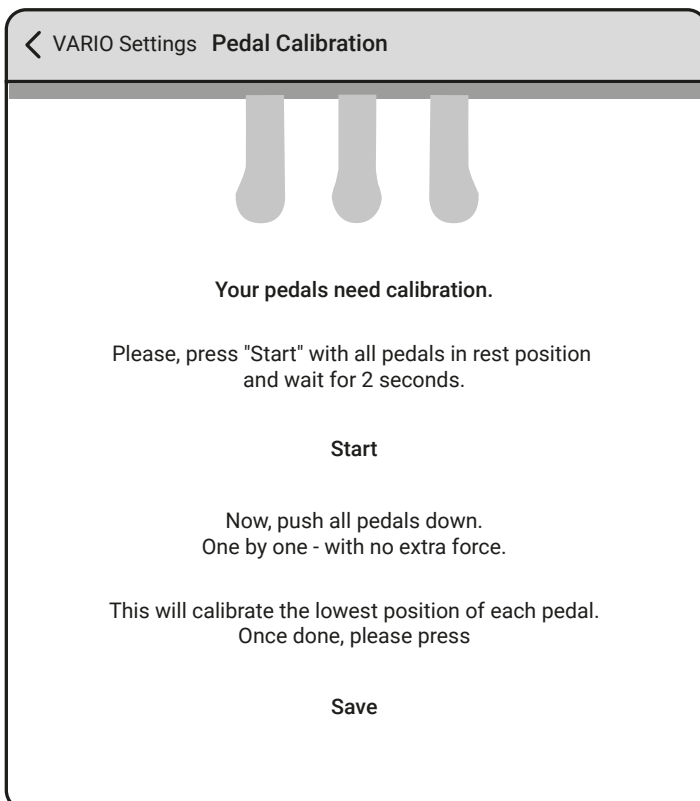 VARIO Settings Pedal Calibration
Your pedals need calibration.
Please, press "Start" with all pedals in rest position
and wait for 2 seconds.
Start
Now, push all pedals down.
One by one - with no extra force.
This will calibrate the lowest position of each pedal.
Once done, please press
Save